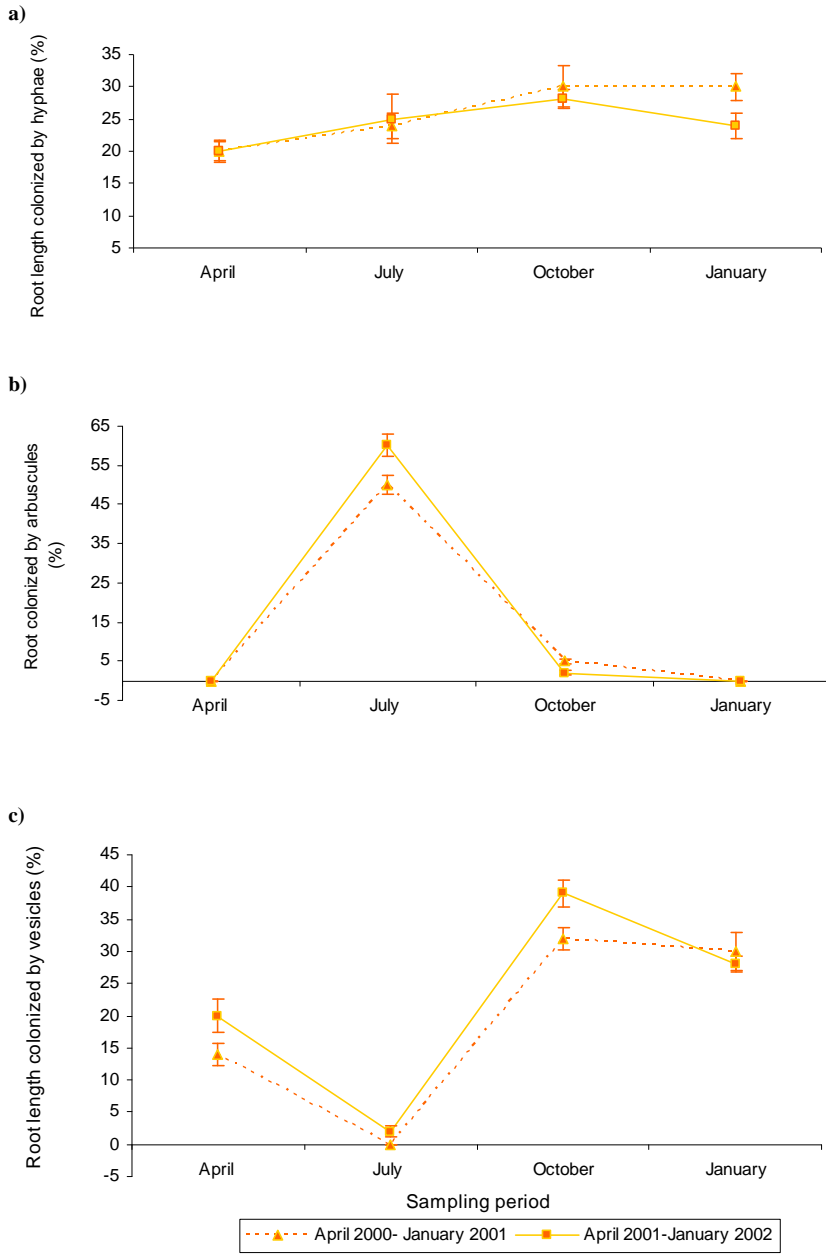 a)
Root length colonized by hyphae (%)
35
30
25
20
15
10
5
April July October January
b)
Root colonized by arbuscules
(%)
65
55
45
35
25
15
5
-5
April July October January
c)
Root length colonized by vesicles (%)
45
40
35
30
25
20
15
10
5
0
-5
April July October January
Sampling period
April 2000- January 2001 April 2001-January 2002